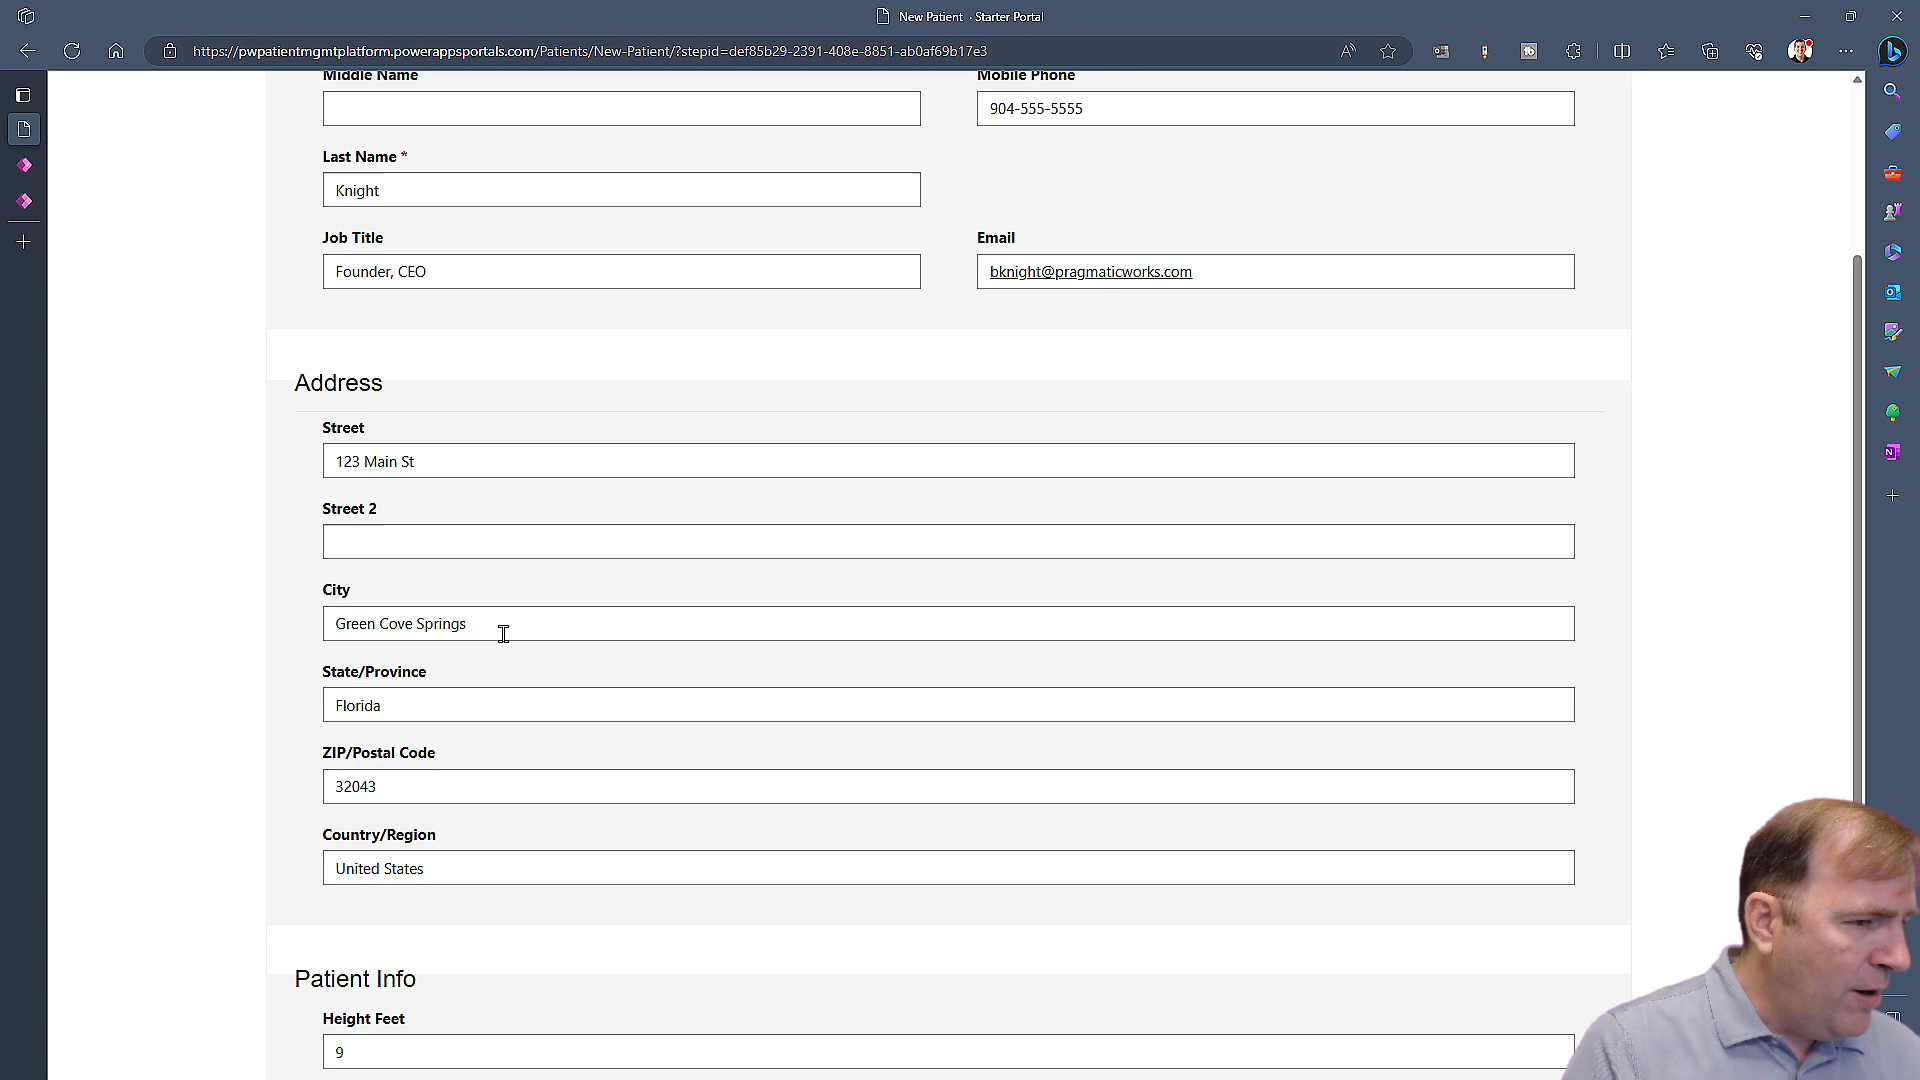 New Patient · Starter Portal
https://pwpatientmgmtplatform.powerappsportals.com/Patients/New-Patient/?stepid=def85b29-2391-408e-8851-ab0af69b17e3
Middle Name
Mobile Phone
904-555-5555
Last Name *
Knight
Job Title
Email
Founder, CEO
bknight@pragmaticworks.com
Address
Street
123 Main St
Street 2
City
Green Cove Springs
State/Province
Florida
ZIP/Postal Code
32043
Country/Region
United States
Patient Info
Height Feet
9